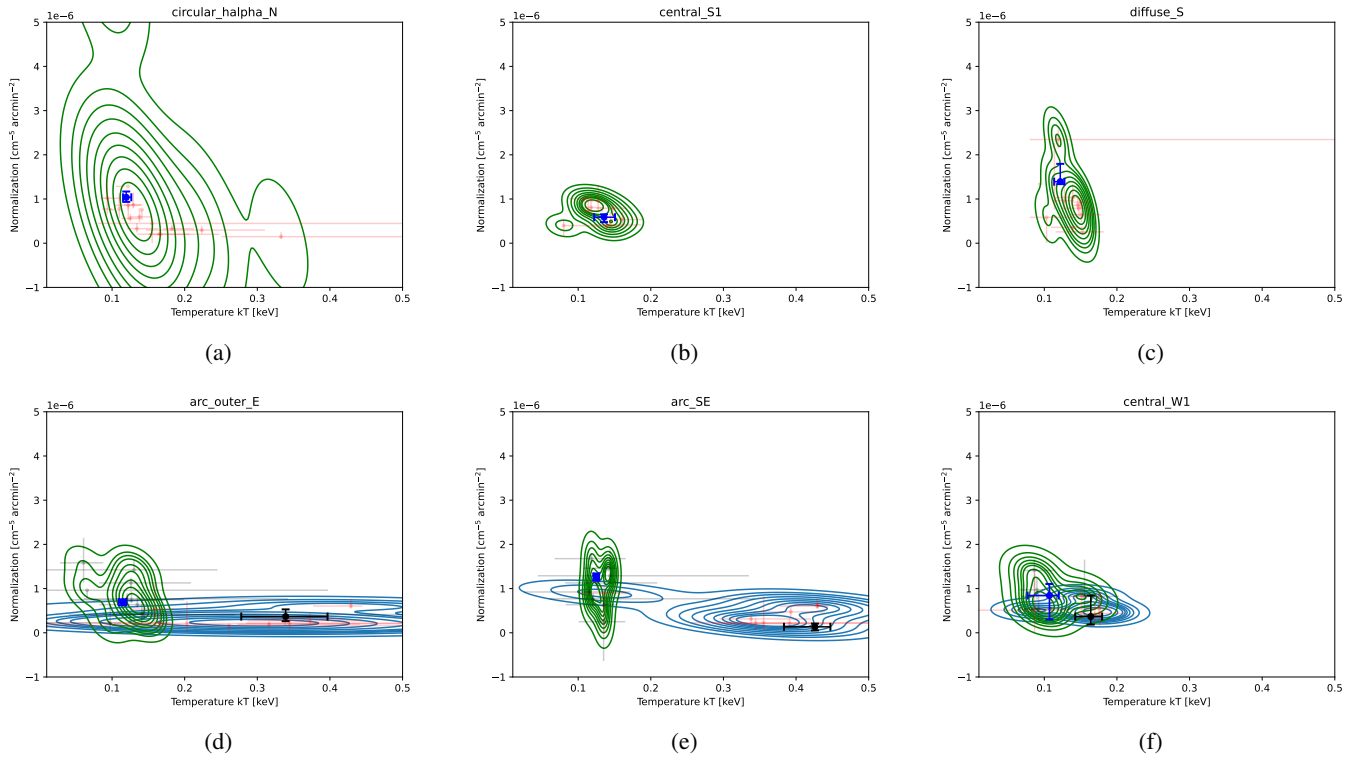 circular_halpha_N
1e−6
Normalization [cm⁻⁵ arcmin⁻²]
5
4
3
2
1
0
−1
0.1 0.2 0.3 0.4 0.5
Temperature kT [keV]
(a)
central_S1
1e−6
Normalization [cm⁻⁵ arcmin⁻²]
5
4
3
2
1
0
−1
0.1 0.2 0.3 0.4 0.5
Temperature kT [keV]
(b)
diffuse_S
1e−6
Normalization [cm⁻⁵ arcmin⁻²]
5
4
3
2
1
0
−1
0.1 0.2 0.3 0.4 0.5
Temperature kT [keV]
(c)
arc_outer_E
1e−6
Normalization [cm⁻⁵ arcmin⁻²]
5
4
3
2
1
0
−1
0.1 0.2 0.3 0.4 0.5
Temperature kT [keV]
(d)
arc_SE
1e−6
Normalization [cm⁻⁵ arcmin⁻²]
5
4
3
2
1
0
−1
0.1 0.2 0.3 0.4 0.5
Temperature kT [keV]
(e)
central_W1
1e−6
Normalization [cm⁻⁵ arcmin⁻²]
5
4
3
2
1
0
−1
0.1 0.2 0.3 0.4 0.5
Temperature kT [keV]
(f)